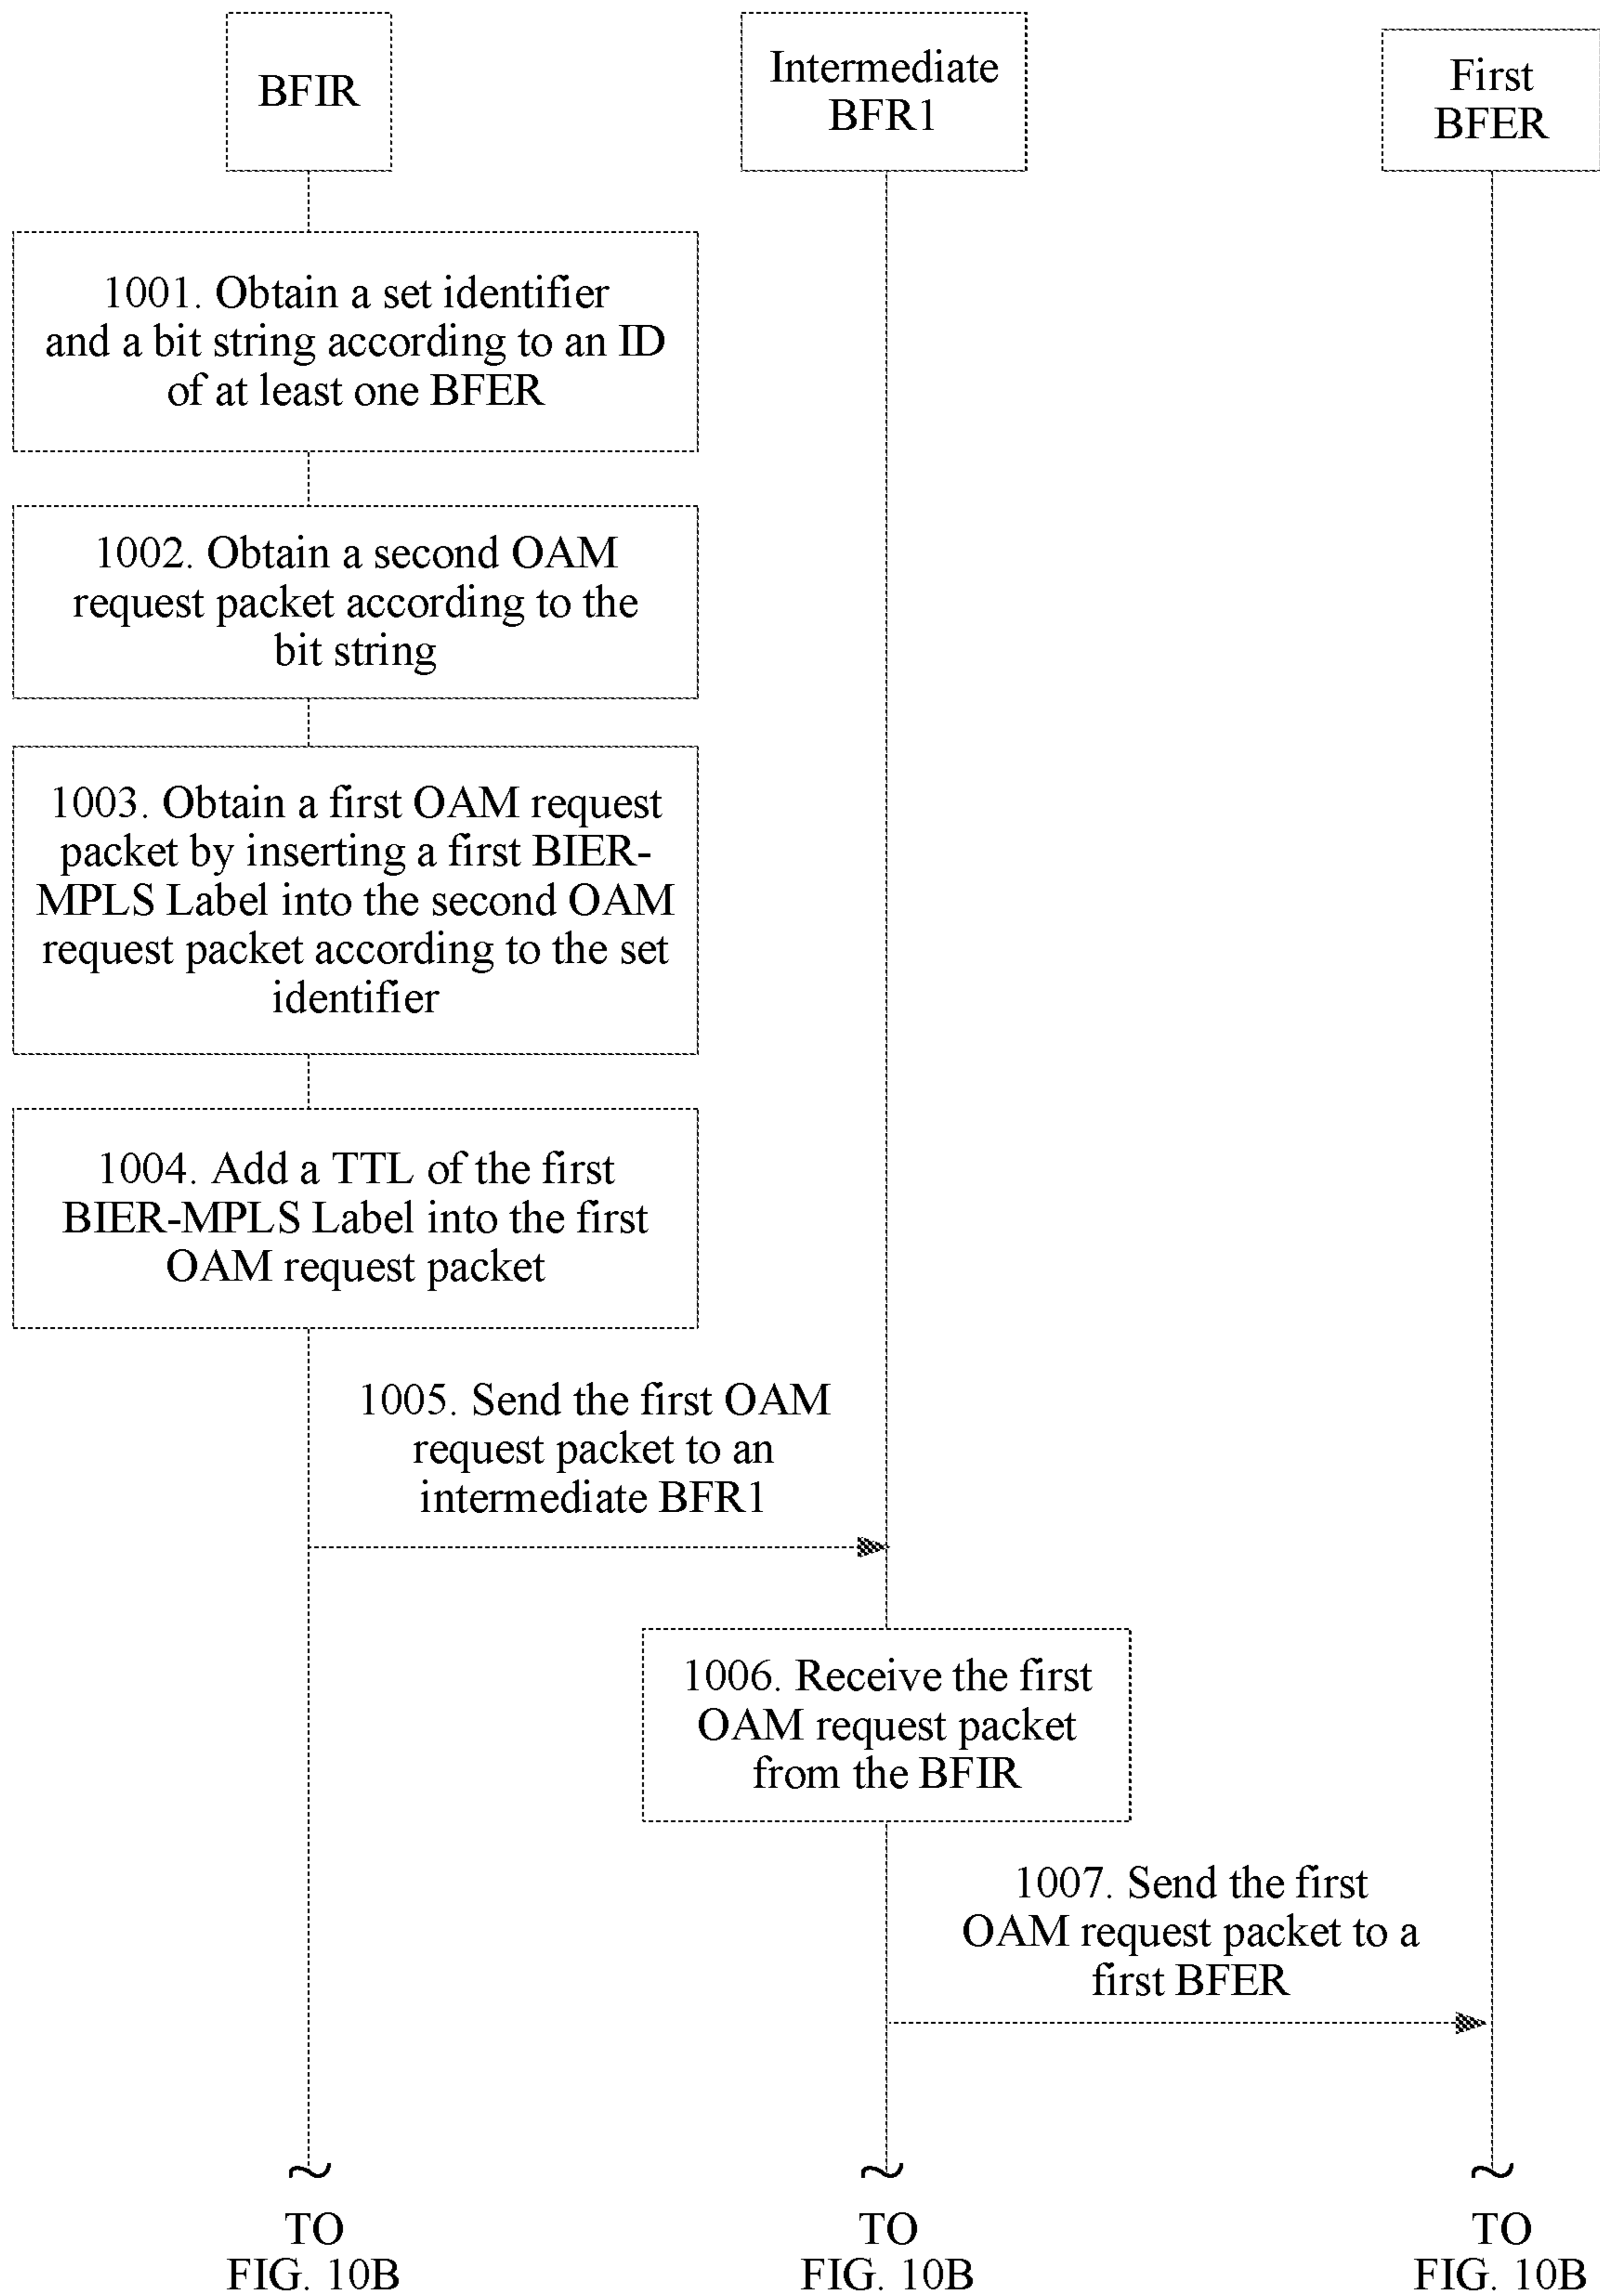 BFIR
Intermediate
BFR1
First
BFER
1001. Obtain a set identifier
and a bit string according to an ID
of at least one BFER
1002. Obtain a second OAM
request packet according to the
bit string
1003. Obtain a first OAM request
packet by inserting a first BIER-
MPLS Label into the second OAM
request packet according to the set
identifier
1004. Add a TTL of the first
BIER-MPLS Label into the first
OAM request packet
1005. Send the first OAM
request packet to an
intermediate BFR1
1006. Receive the first
OAM request packet
from the BFIR
1007. Send the first
OAM request packet to a
first BFER
TO
FIG. 10B
TO
FIG. 10B
TO
FIG. 10B